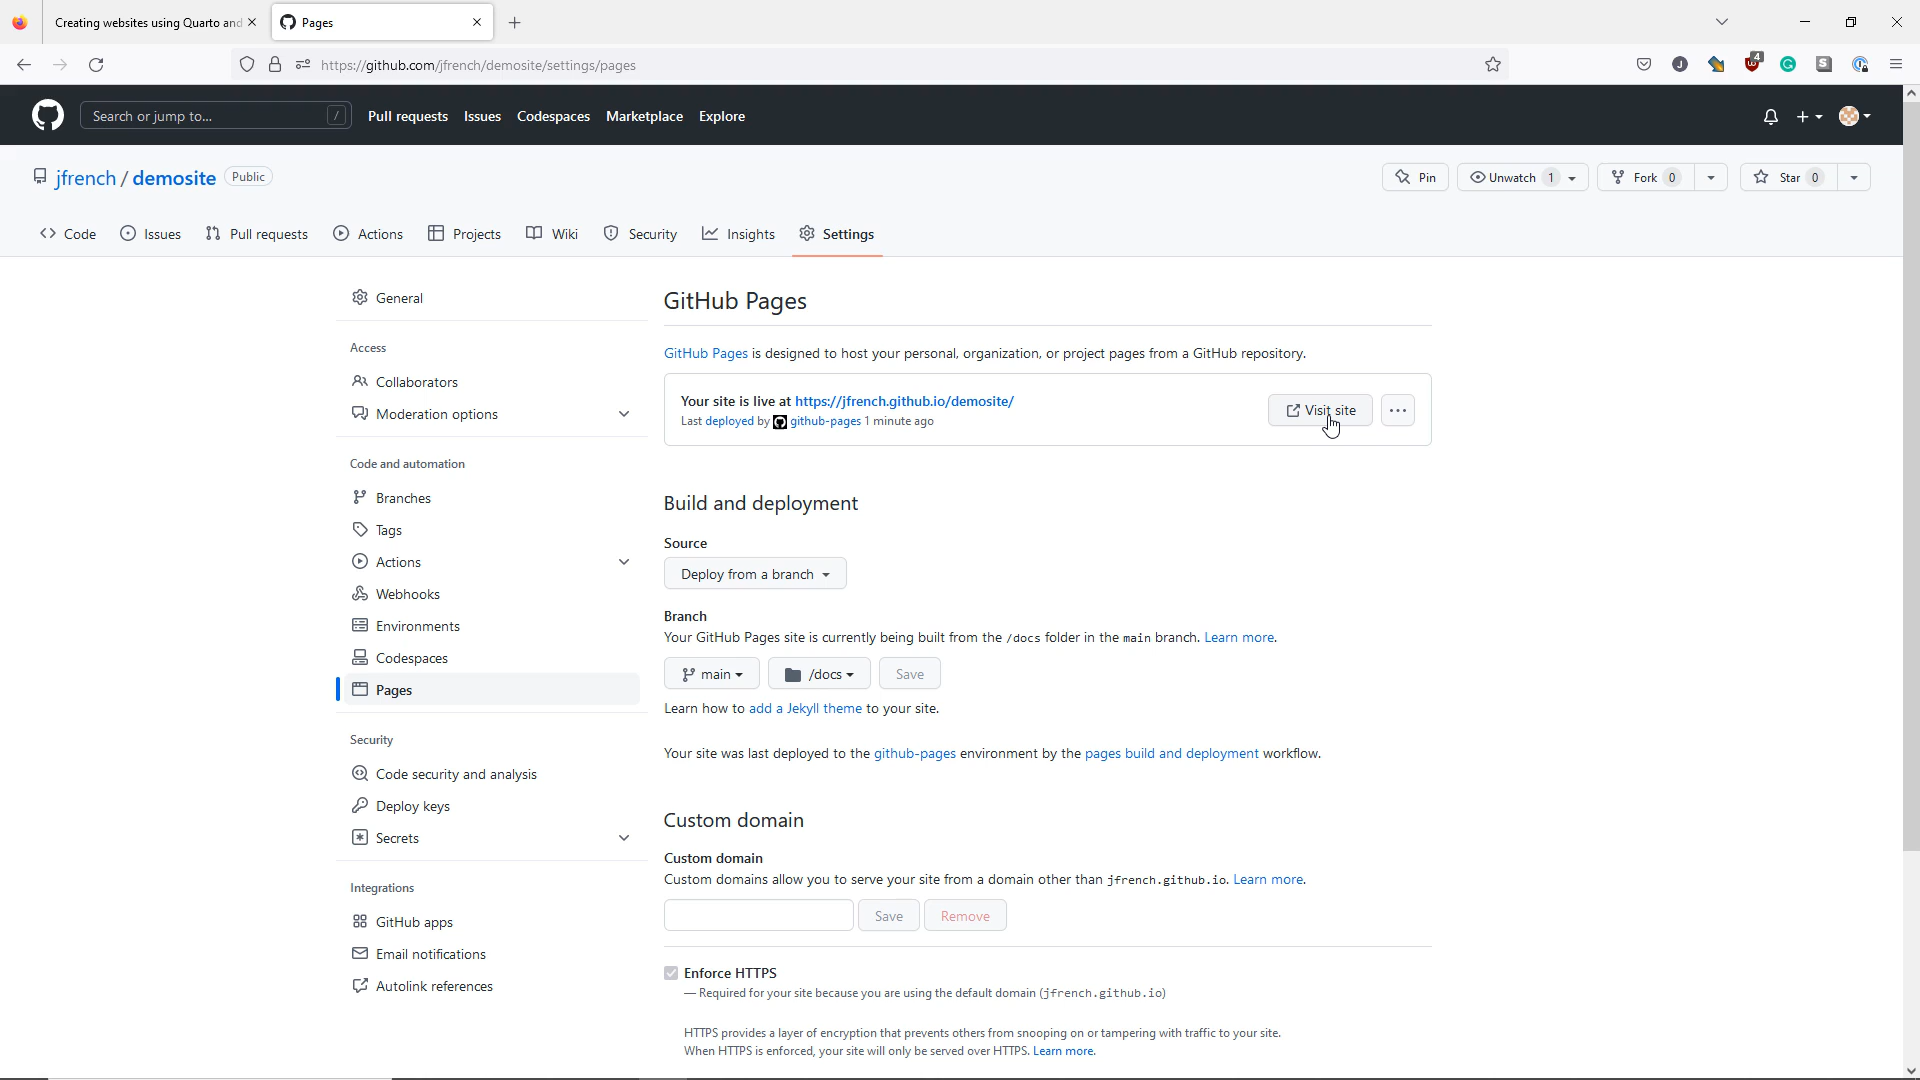 Creating websites using Quarto and
Pages
https://github.com/jfrench/demosite/settings/pages
4
J
S
Search or jump to...
/
Pull requests
Issues
Codespaces
Marketplace
Explore
jfrench / demosite
Public
Pin
Unwatch 1
Fork 0
Star 0
Code
Issues
Pull requests
Actions
Projects
Wiki
Security
Insights
Settings
General
Access
Collaborators
Moderation options
Code and automation
Branches
Tags
Actions
Webhooks
Environments
Codespaces
Pages
Security
Code security and analysis
Deploy keys
Secrets
Integrations
GitHub apps
Email notifications
Autolink references
GitHub Pages
GitHub Pages is designed to host your personal, organization, or project pages from a GitHub repository.
Your site is live at https://jfrench.github.io/demosite/
Last deployed by github-pages 1 minute ago
Visit site
Build and deployment
Source
Deploy from a branch
Branch
Your GitHub Pages site is currently being built from the /docs folder in the main branch. Learn more.
main
/docs
Save
Learn how to add a Jekyll theme to your site.
Your site was last deployed to the github-pages environment by the pages build and deployment workflow.
Custom domain
Custom domain
Custom domains allow you to serve your site from a domain other than jfrench.github.io. Learn more.
Save
Remove
Enforce HTTPS
— Required for your site because you are using the default domain (jfrench.github.io)
HTTPS provides a layer of encryption that prevents others from snooping on or tampering with traffic to your site.
When HTTPS is enforced, your site will only be served over HTTPS. Learn more.